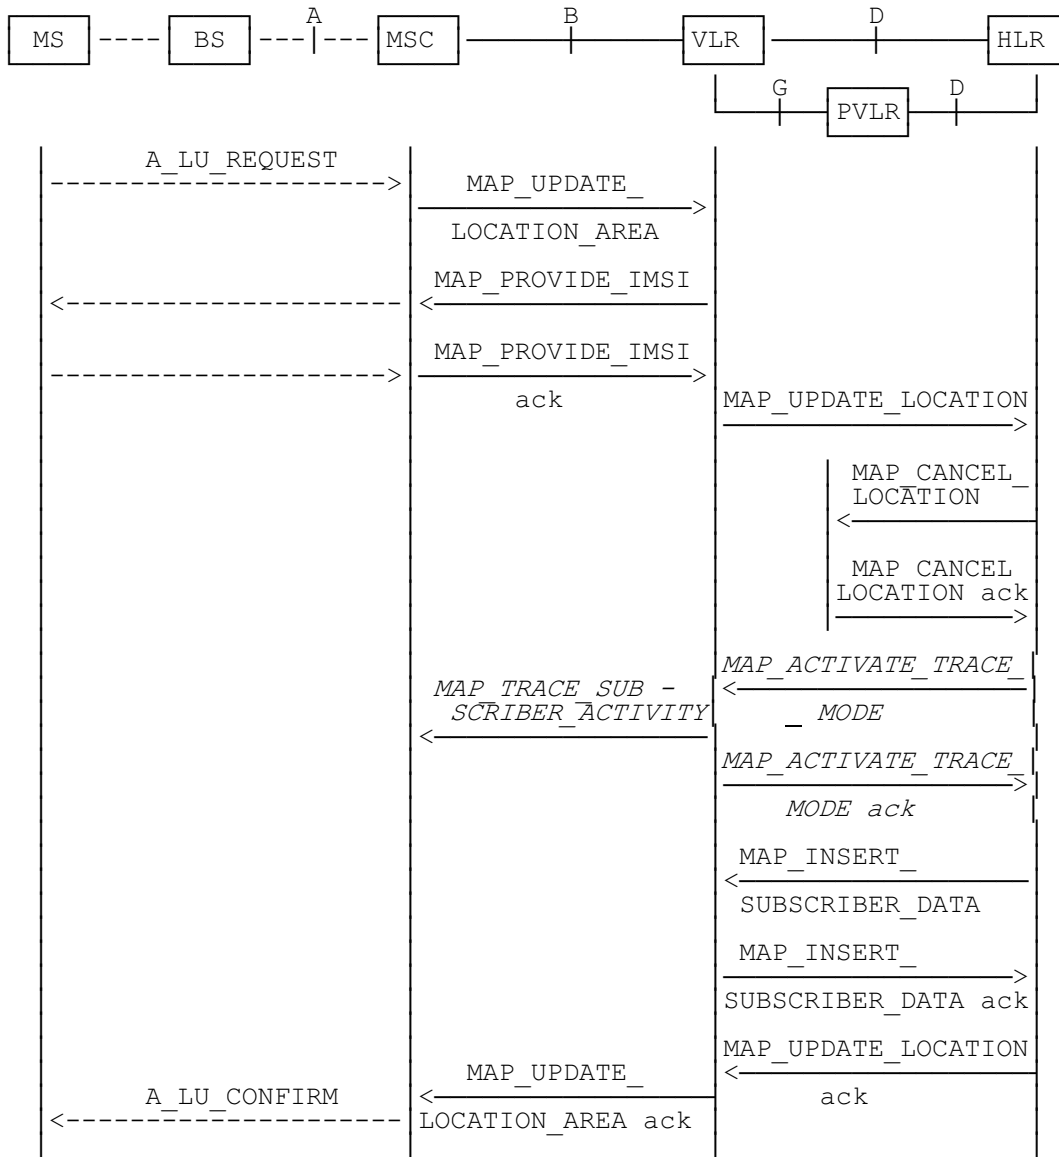 A B D
MS BS MSC VLR HLR
G D
PVLR
A_LU_REQUEST
MAP_UPDATE_
LOCATION_AREA
MAP_PROVIDE_IMSI
MAP_PROVIDE_IMSI
ack
MAP_UPDATE_LOCATION
MAP_CANCEL_
LOCATION
MAP CANCEL
LOCATION ack
MAP_ACTIVATE_TRACE_
_ MODE
MAP_TRACE_SUB -
SCRIBER_ACTIVITY
MAP_ACTIVATE_TRACE_
MODE ack
MAP_INSERT_
SUBSCRIBER_DATA
MAP_INSERT_
SUBSCRIBER_DATA ack
MAP_UPDATE_LOCATION
ack
MAP_UPDATE_
LOCATION_AREA ack
A_LU_CONFIRM